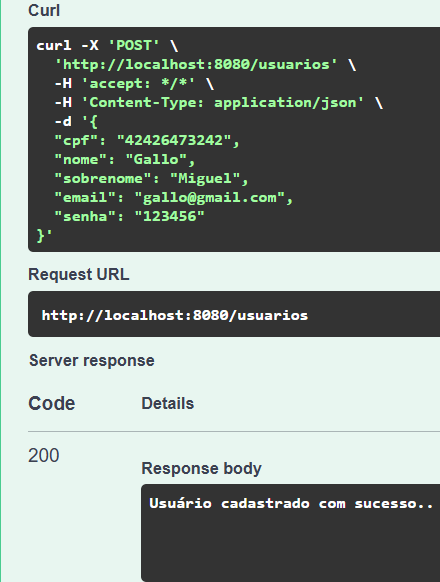 Curl
curl -X 'POST' \
'http://localhost:8080/usuarios' \
-H 'accept: */*' \
-H 'Content-Type: application/json' \
-d '{
"cpf": "42426473242",
"nome": "Gallo",
"sobrenome": "Miguel",
"email": "gallo@gmail.com",
"senha": "123456"
}'
Request URL
http://localhost:8080/usuarios
Server response
Code Details
200
Response body
Usuário cadastrado com sucesso..